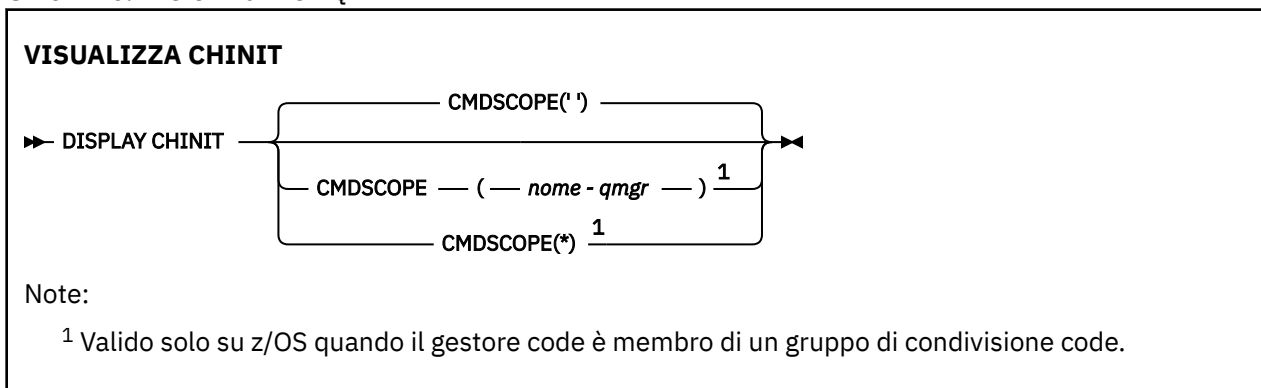 VISUALIZZA CHINIT
CMDSCOPE(' ')
DISPLAY CHINIT
CMDSCOPE ( nome - qmgr ) 1
CMDSCOPE(*) 1
Note:
1 Valido solo su z/OS quando il gestore code è membro di un gruppo di condivisione code.